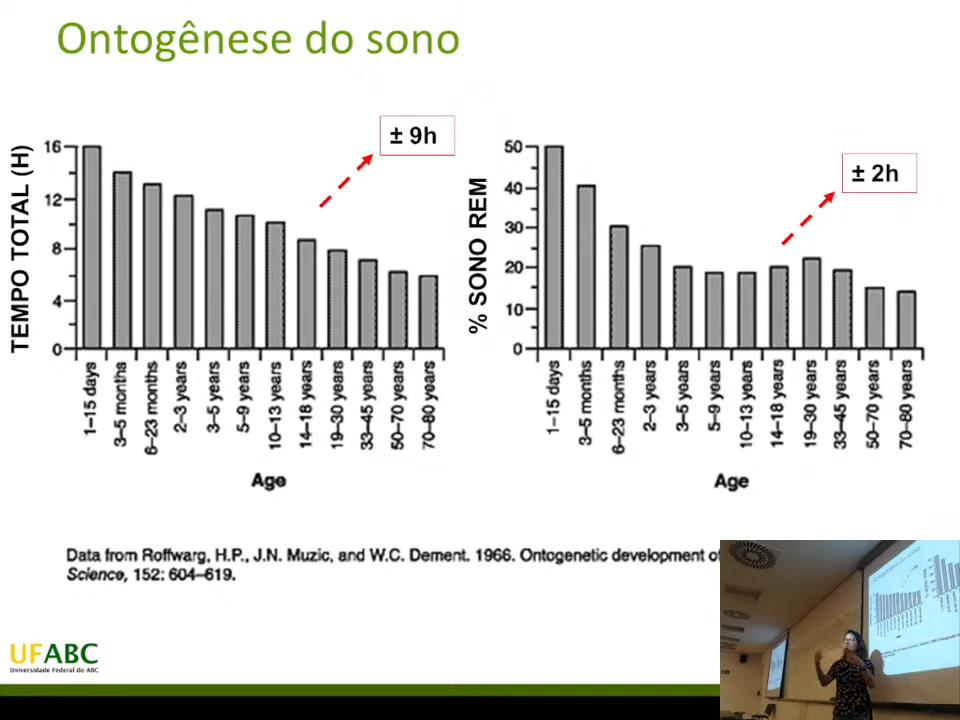 Ontogênese do sono
TEMPO TOTAL (H)
16
12
8
4
0
± 9h
1–15 days
3–5 months
6–23 months
2–3 years
3–5 years
5–9 years
10–13 years
14–18 years
19–30 years
33–45 years
50–70 years
70–80 years
Age
% SONO REM
50
40
30
20
10
0
± 2h
1–15 days
3–5 months
6–23 months
2–3 years
3–5 years
5–9 years
10–13 years
14–18 years
19–30 years
33–45 years
50–70 years
70–80 years
Age
Data from Roffwarg, H.P., J.N. Muzic, and W.C. Dement. 1966. Ontogenetic development of
Science, 152: 604–619.
UFABC
Universidade Federal do ABC
Ontogênese do sono